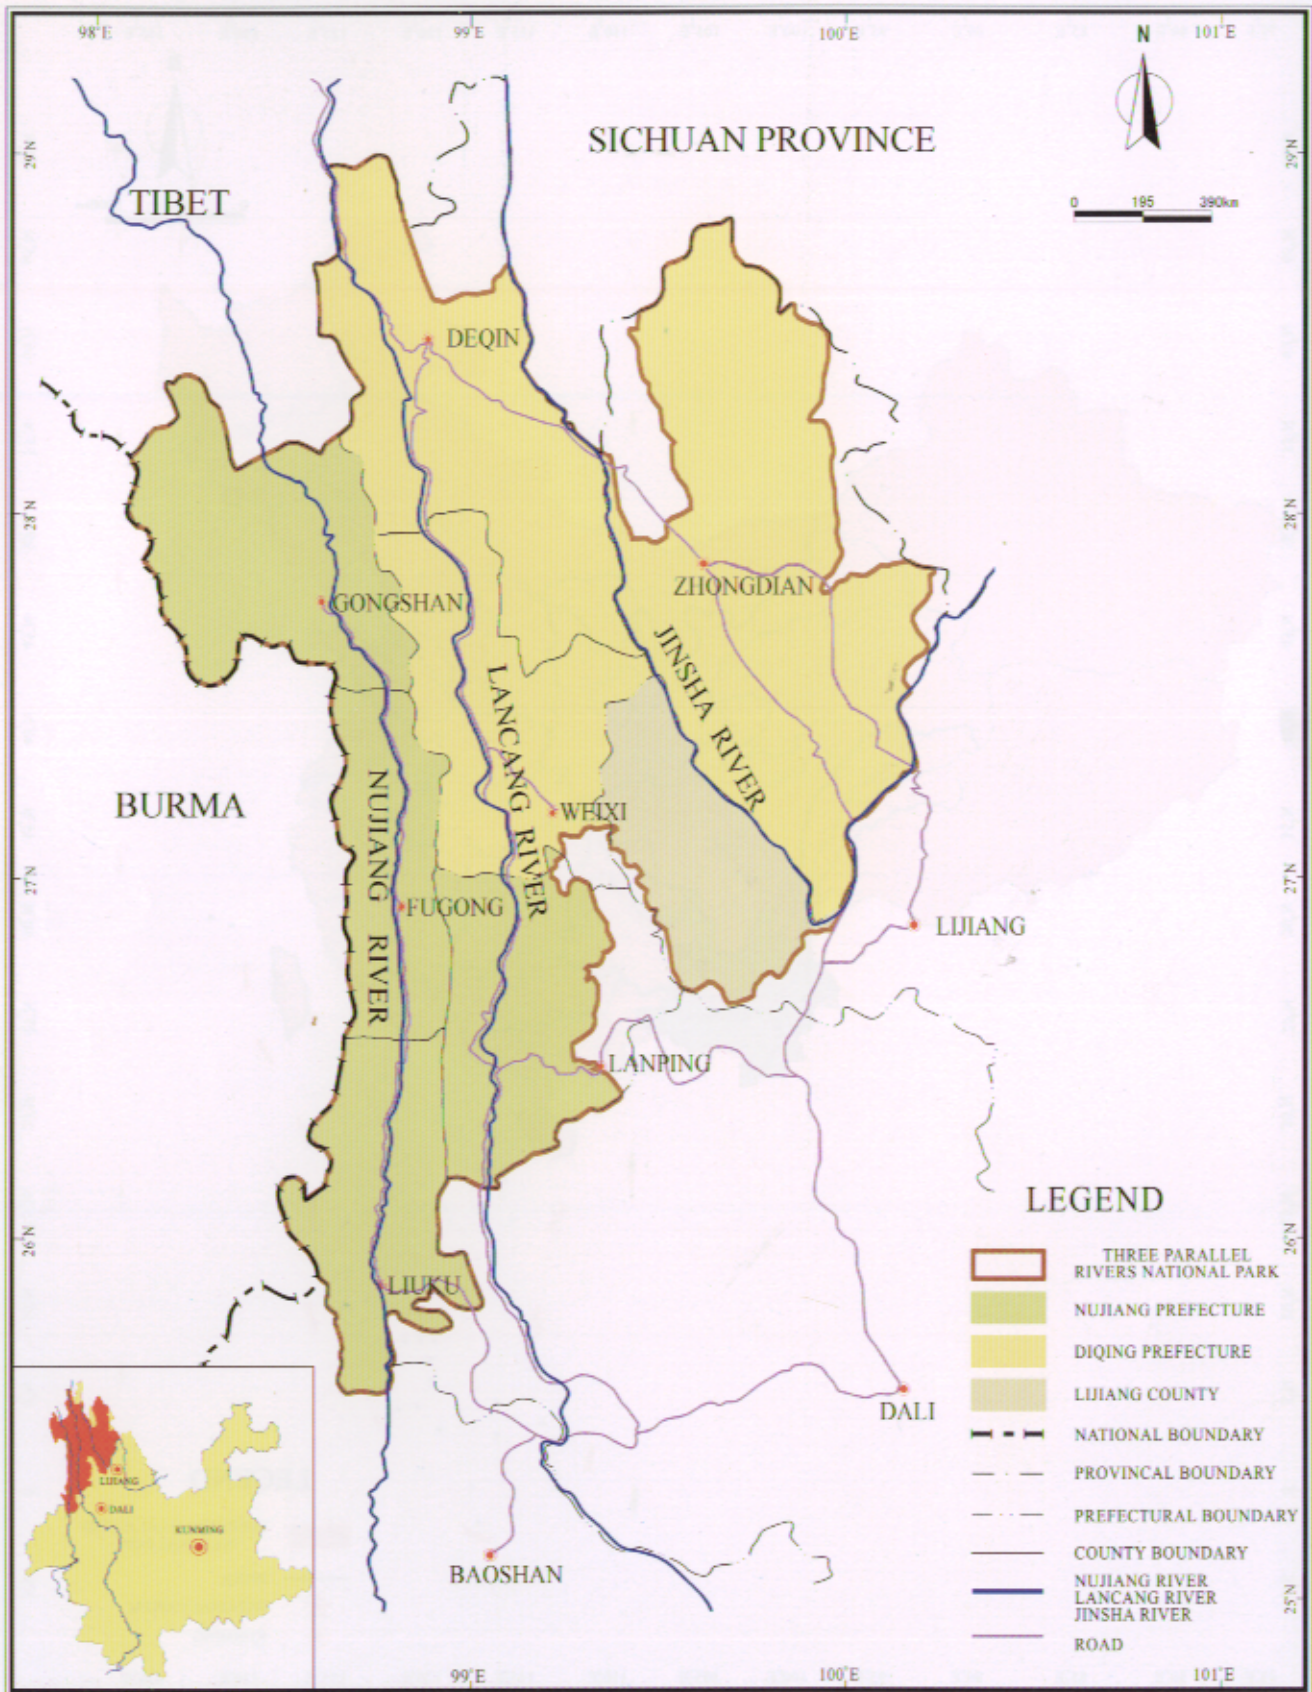 98°E 99°E 100°E 101°E
N
SICHUAN PROVINCE
29°N
29°N
TIBET
0 195 390km
DEQIN
28°N
28°N
ZHONGDIAN
GONGSHAN
JINSHA RIVER
LANCANG RIVER
NUJIANG RIVER
BURMA
WEIXI
27°N
27°N
FUGONG
LIJIANG
LANPING
LEGEND
26°N
26°N
THREE PARALLEL
RIVERS NATIONAL PARK
LIUKU
NUJIANG PREFECTURE
DIQING PREFECTURE
LIJIANG COUNTY
DALI
NATIONAL BOUNDARY
PROVINCAL BOUNDARY
PREFECTURAL BOUNDARY
COUNTY BOUNDARY
NUJIANG RIVER
LANCANG RIVER
JINSHA RIVER
ROAD
BAOSHAN
25°N
LIJIANG
DALI
KUNMING
99°E 100°E 101°E